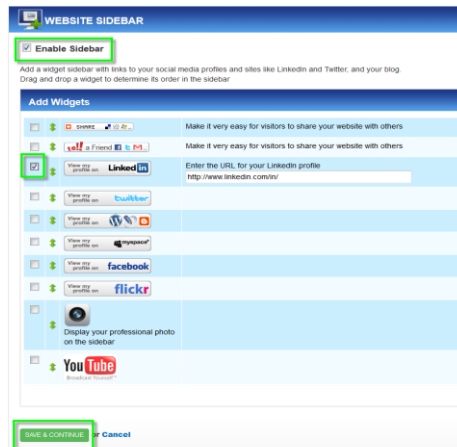 WEBSITE SIDEBAR
Enable Sidebar
Add a widget sidebar with links to your social media profiles and sites like LinkedIn and Twitter, and your blog.
Drag and drop a widget to determine its order in the sidebar
Add Widgets
SHARE
Make it very easy for visitors to share your website with others
a Friend
Make it very easy for visitors to share your website with others
View my profile on LinkedIn
Enter the URL for your LinkedIn profile
http://www.linkedin.com/in/
View my profile on twitter
View my profile on
View my profile on myspace
View my profile on facebook
View my profile on flickr
Display your professional photo
on the sidebar
YouTube
Broadcast Yourself
SAVE & CONTINUE or Cancel